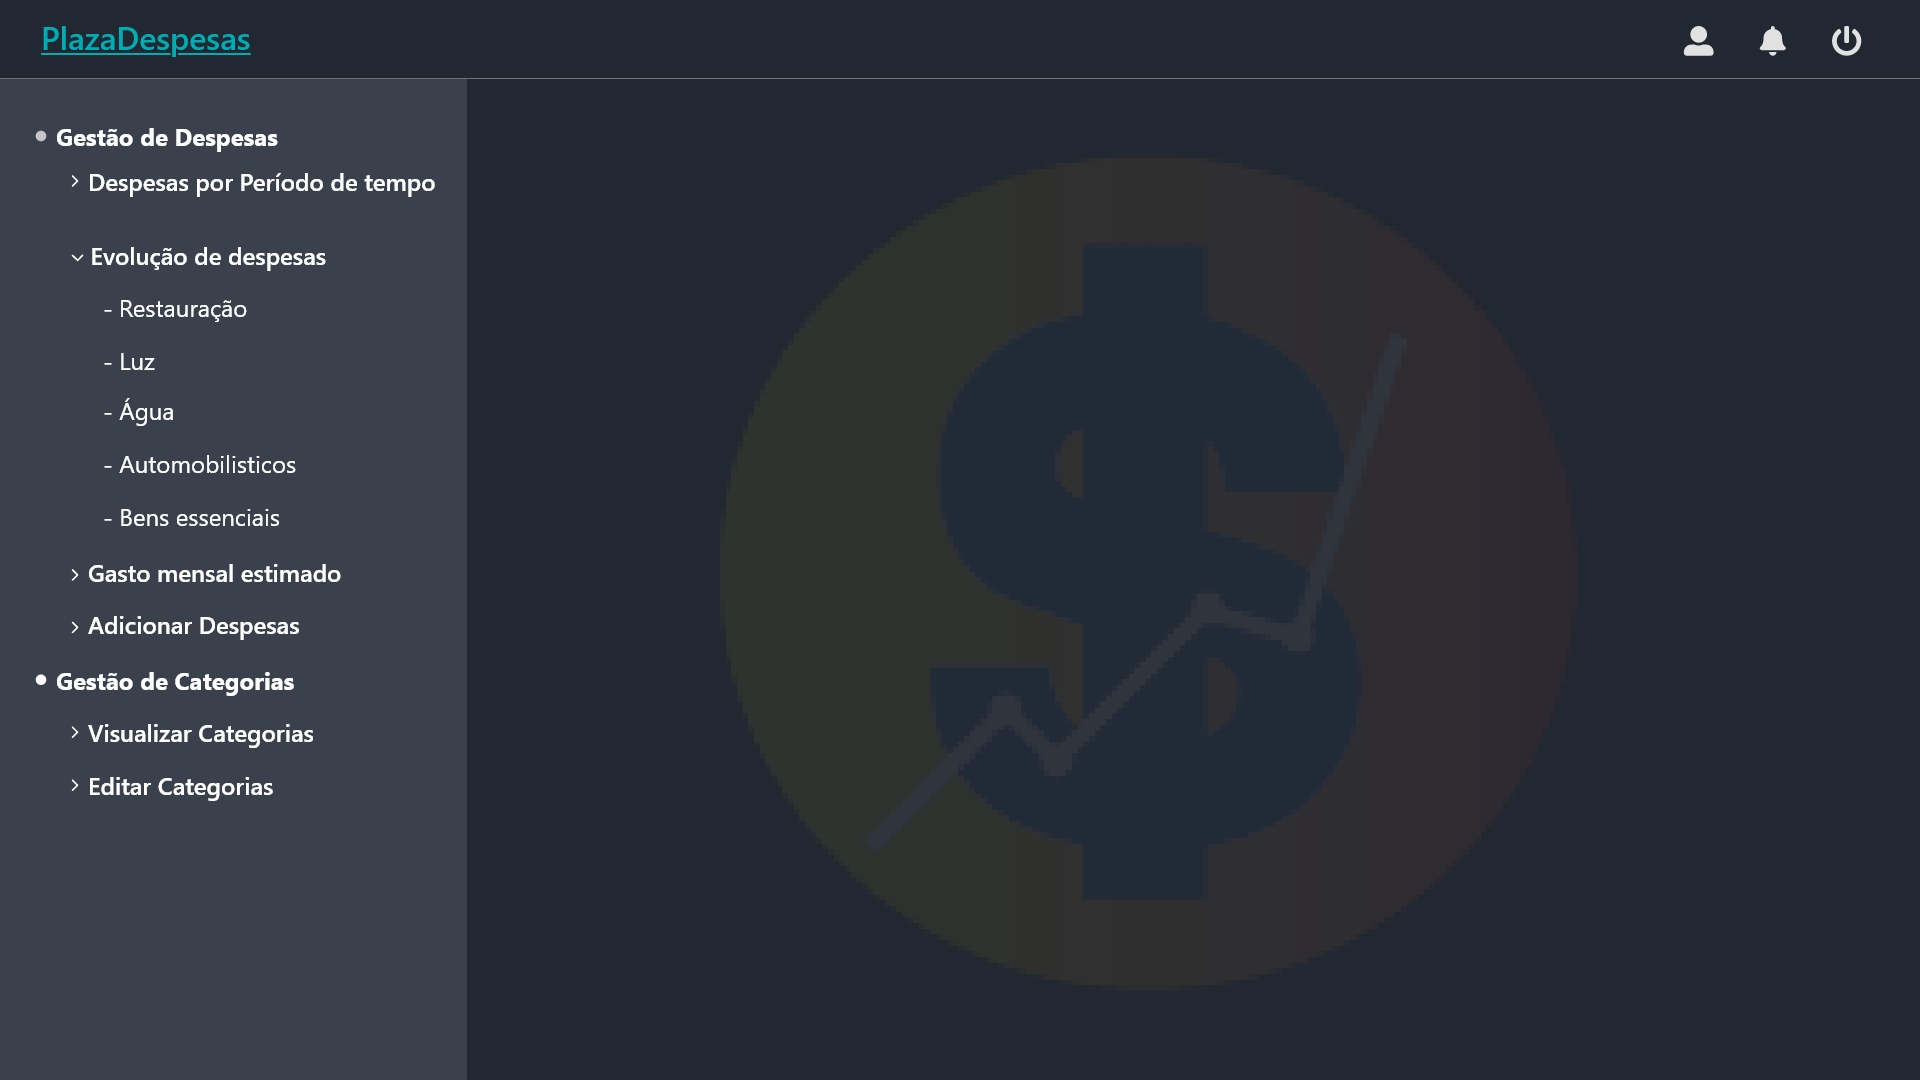 PlazaDespesas
Gestão de Despesas
Despesas por Período de tempo
Evolução de despesas
- Restauração
- Luz
- Água
- Automobilisticos
- Bens essenciais
Gasto mensal estimado
Adicionar Despesas
Gestão de Categorias
Visualizar Categorias
Editar Categorias